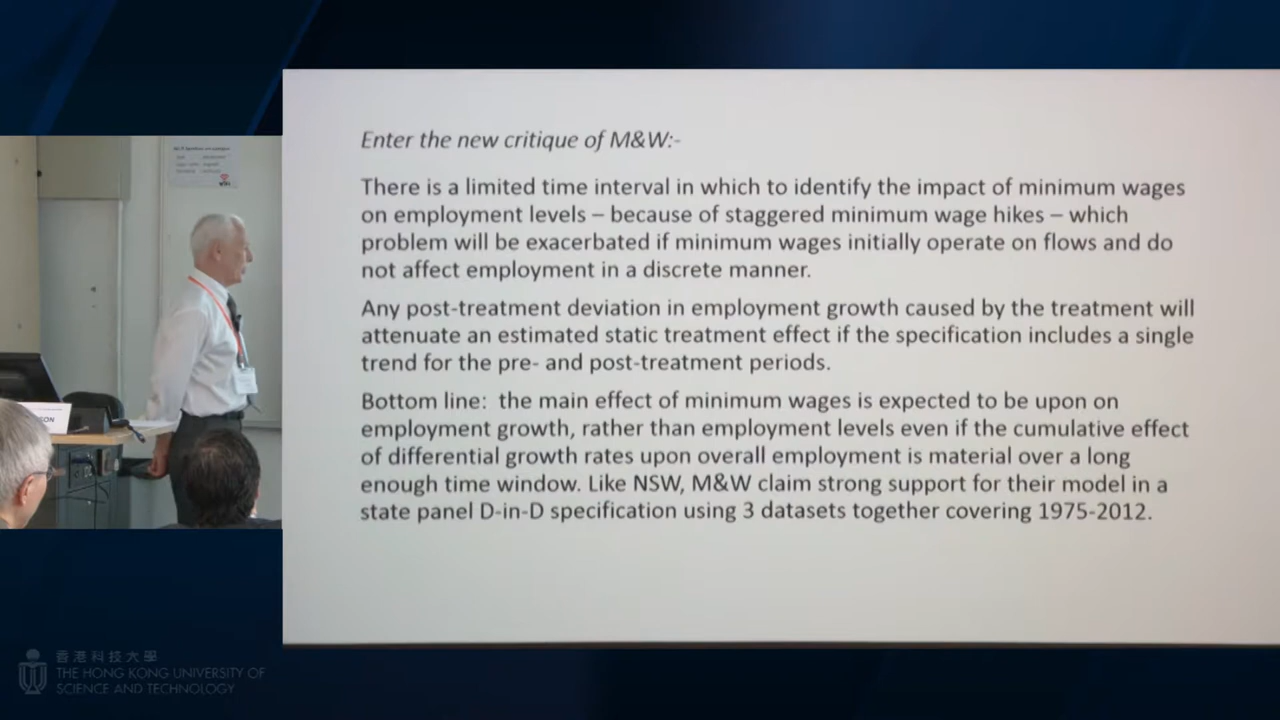 Enter the new critique of M&W:-
There is a limited time interval in which to identify the impact of minimum wages
on employment levels – because of staggered minimum wage hikes – which
problem will be exacerbated if minimum wages initially operate on flows and do
not affect employment in a discrete manner.
Any post-treatment deviation in employment growth caused by the treatment will
attenuate an estimated static treatment effect if the specification includes a single
trend for the pre- and post-treatment periods.
Bottom line: the main effect of minimum wages is expected to be upon on
employment growth, rather than employment levels even if the cumulative effect
of differential growth rates upon overall employment is material over a long
enough time window. Like NSW, M&W claim strong support for their model in a
state panel D-in-D specification using 3 datasets together covering 1975-2012.
香港科技大學
THE HONG KONG UNIVERSITY OF
SCIENCE AND TECHNOLOGY